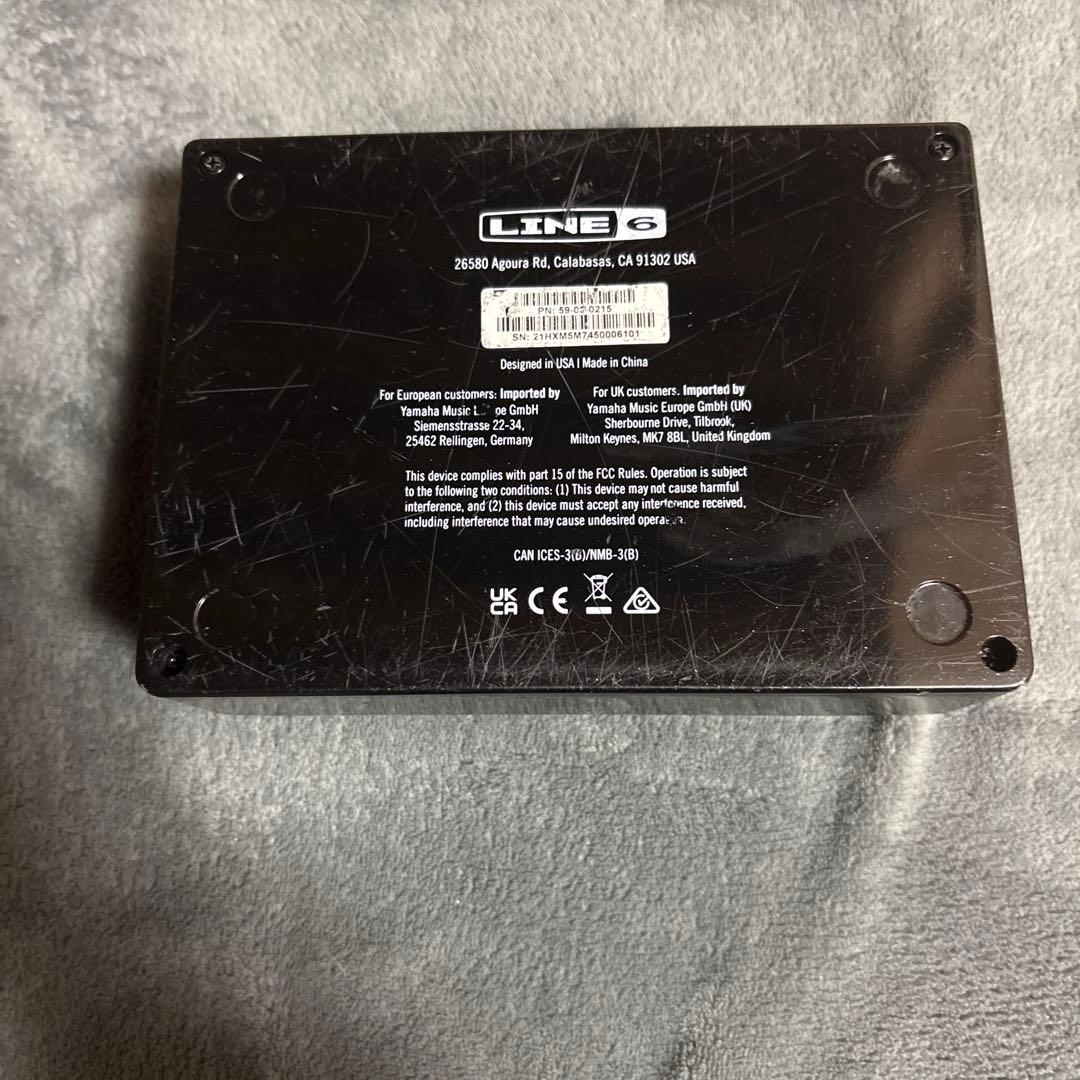 LINE 6
26580 Agoura Rd, Calabasas, CA 91302 USA
PN: 59-02-0215
SN: 21HXM5M7450006101
Designed in USA | Made in China
For European customers: Imported by
Yamaha Music GmbH
Siemensstrasse 22-34,
25462 Rellingen, Germany
For UK customers. Imported by
Yamaha Music Europe GmbH (UK)
Sherbourne Drive, Tilbrook,
Milton Keynes, MK7 8BL, United Kingdom
This device complies with part 15 of the FCC Rules. Operation is subject
to the following two conditions: (1) This device may not cause harmful
interference, and (2) this device must accept any interference received,
including interference that may cause undesired
CAN ICES-3(B)/NMB-3(B)
UK
CA CE